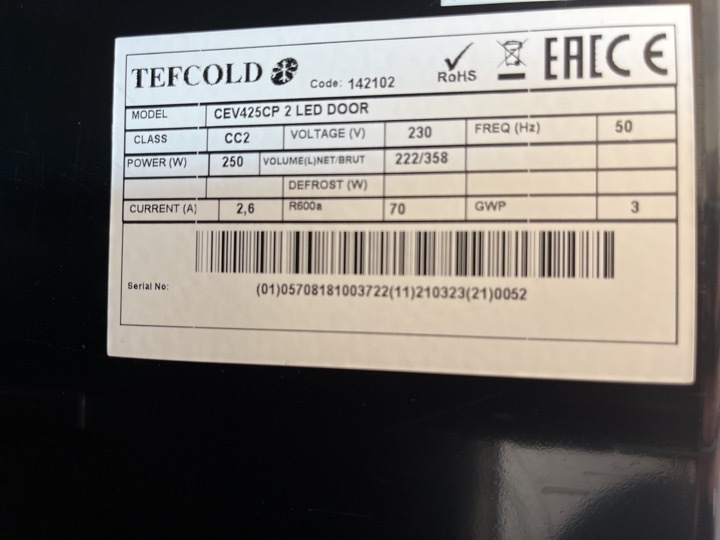 TEFCOLD Code: 142102 RoHS EAC CE
MODEL CEV425CP 2 LED DOOR
CLASS CC2 VOLTAGE (V) 230 FREQ (Hz) 50
POWER (W) 250 VOLUME(L)NET/BRUT 222/358
DEFROST (W)
CURRENT (A) 2,6 R600a 70 GWP 3
Serial No: (01)05708181003722(11)210323(21)0052